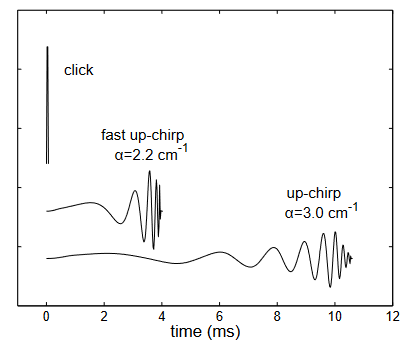 click
fast up-chirp
α=2.2 cm⁻¹
up-chirp
α=3.0 cm⁻¹
0 2 4 6 8 10 12
time (ms)